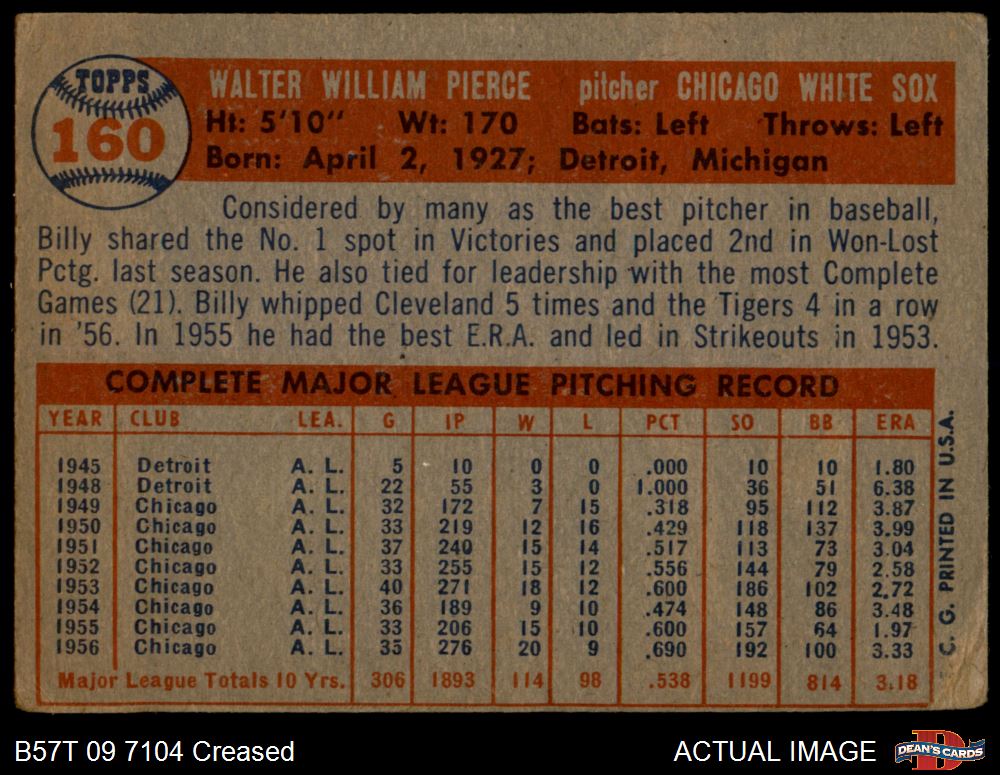 TOPPS
160
WALTER WILLIAM PIERCE pitcher CHICAGO WHITE SOX
Ht: 5'10" Wt: 170 Bats: Left Throws: Left
Born: April 2, 1927; Detroit, Michigan
Considered by many as the best pitcher in baseball,
Billy shared the No. 1 spot in Victories and placed 2nd in Won-Lost
Pctg. last season. He also tied for leadership with the most Complete
Games (21). Billy whipped Cleveland 5 times and the Tigers 4 in a row
in '56. In 1955 he had the best E.R.A. and led in Strikeouts in 1953.
COMPLETE MAJOR LEAGUE PITCHING RECORD
YEAR CLUB LEA. G IP W L PCT SO BB ERA
1945 Detroit A. L. 5 10 0 0 .000 10 10 1.80
1948 Detroit A. L. 22 55 3 0 1.000 36 51 6.38
1949 Chicago A. L. 32 172 7 15 .318 95 112 3.87
1950 Chicago A. L. 33 219 12 16 .429 118 137 3.99
1951 Chicago A. L. 37 240 15 14 .517 113 73 3.04
1952 Chicago A. L. 33 255 15 12 .556 144 79 2.58
1953 Chicago A. L. 40 271 18 12 .600 186 102 2.72
1954 Chicago A. L. 36 189 9 10 .474 148 86 3.48
1955 Chicago A. L. 33 206 15 10 .600 157 64 1.97
1956 Chicago A. L. 35 276 20 9 .690 192 100 3.33
Major League Totals 10 Yrs. 306 1893 114 98 .538 1199 814 3.18
C. G. PRINTED IN U.S.A.
B57T 09 7104 Creased
ACTUAL IMAGE
DEAN'S CARDS